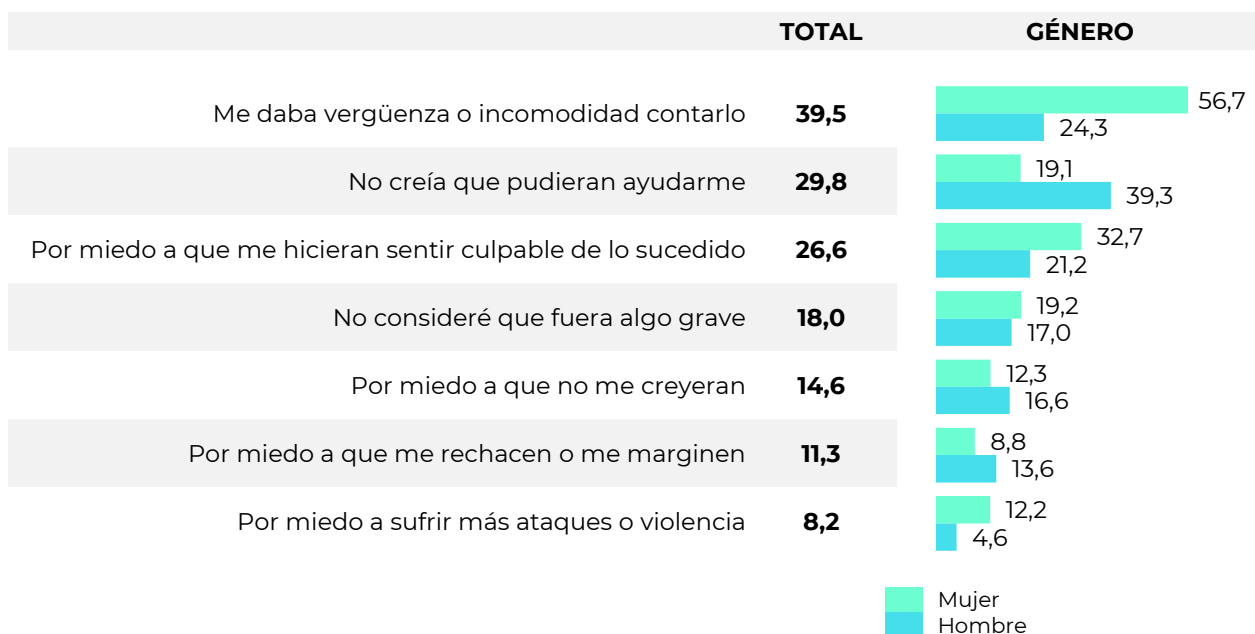 TOTAL GÉNERO
Me daba vergüenza o incomodidad contarlo 39,5 56,7
24,3
No creía que pudieran ayudarme 29,8 19,1
39,3
Por miedo a que me hicieran sentir culpable de lo sucedido 26,6 32,7
21,2
No consideré que fuera algo grave 18,0 19,2
17,0
Por miedo a que no me creyeran 14,6 12,3
16,6
Por miedo a que me rechacen o me marginen 11,3 8,8
13,6
Por miedo a sufrir más ataques o violencia 8,2 12,2
4,6
Mujer
Hombre